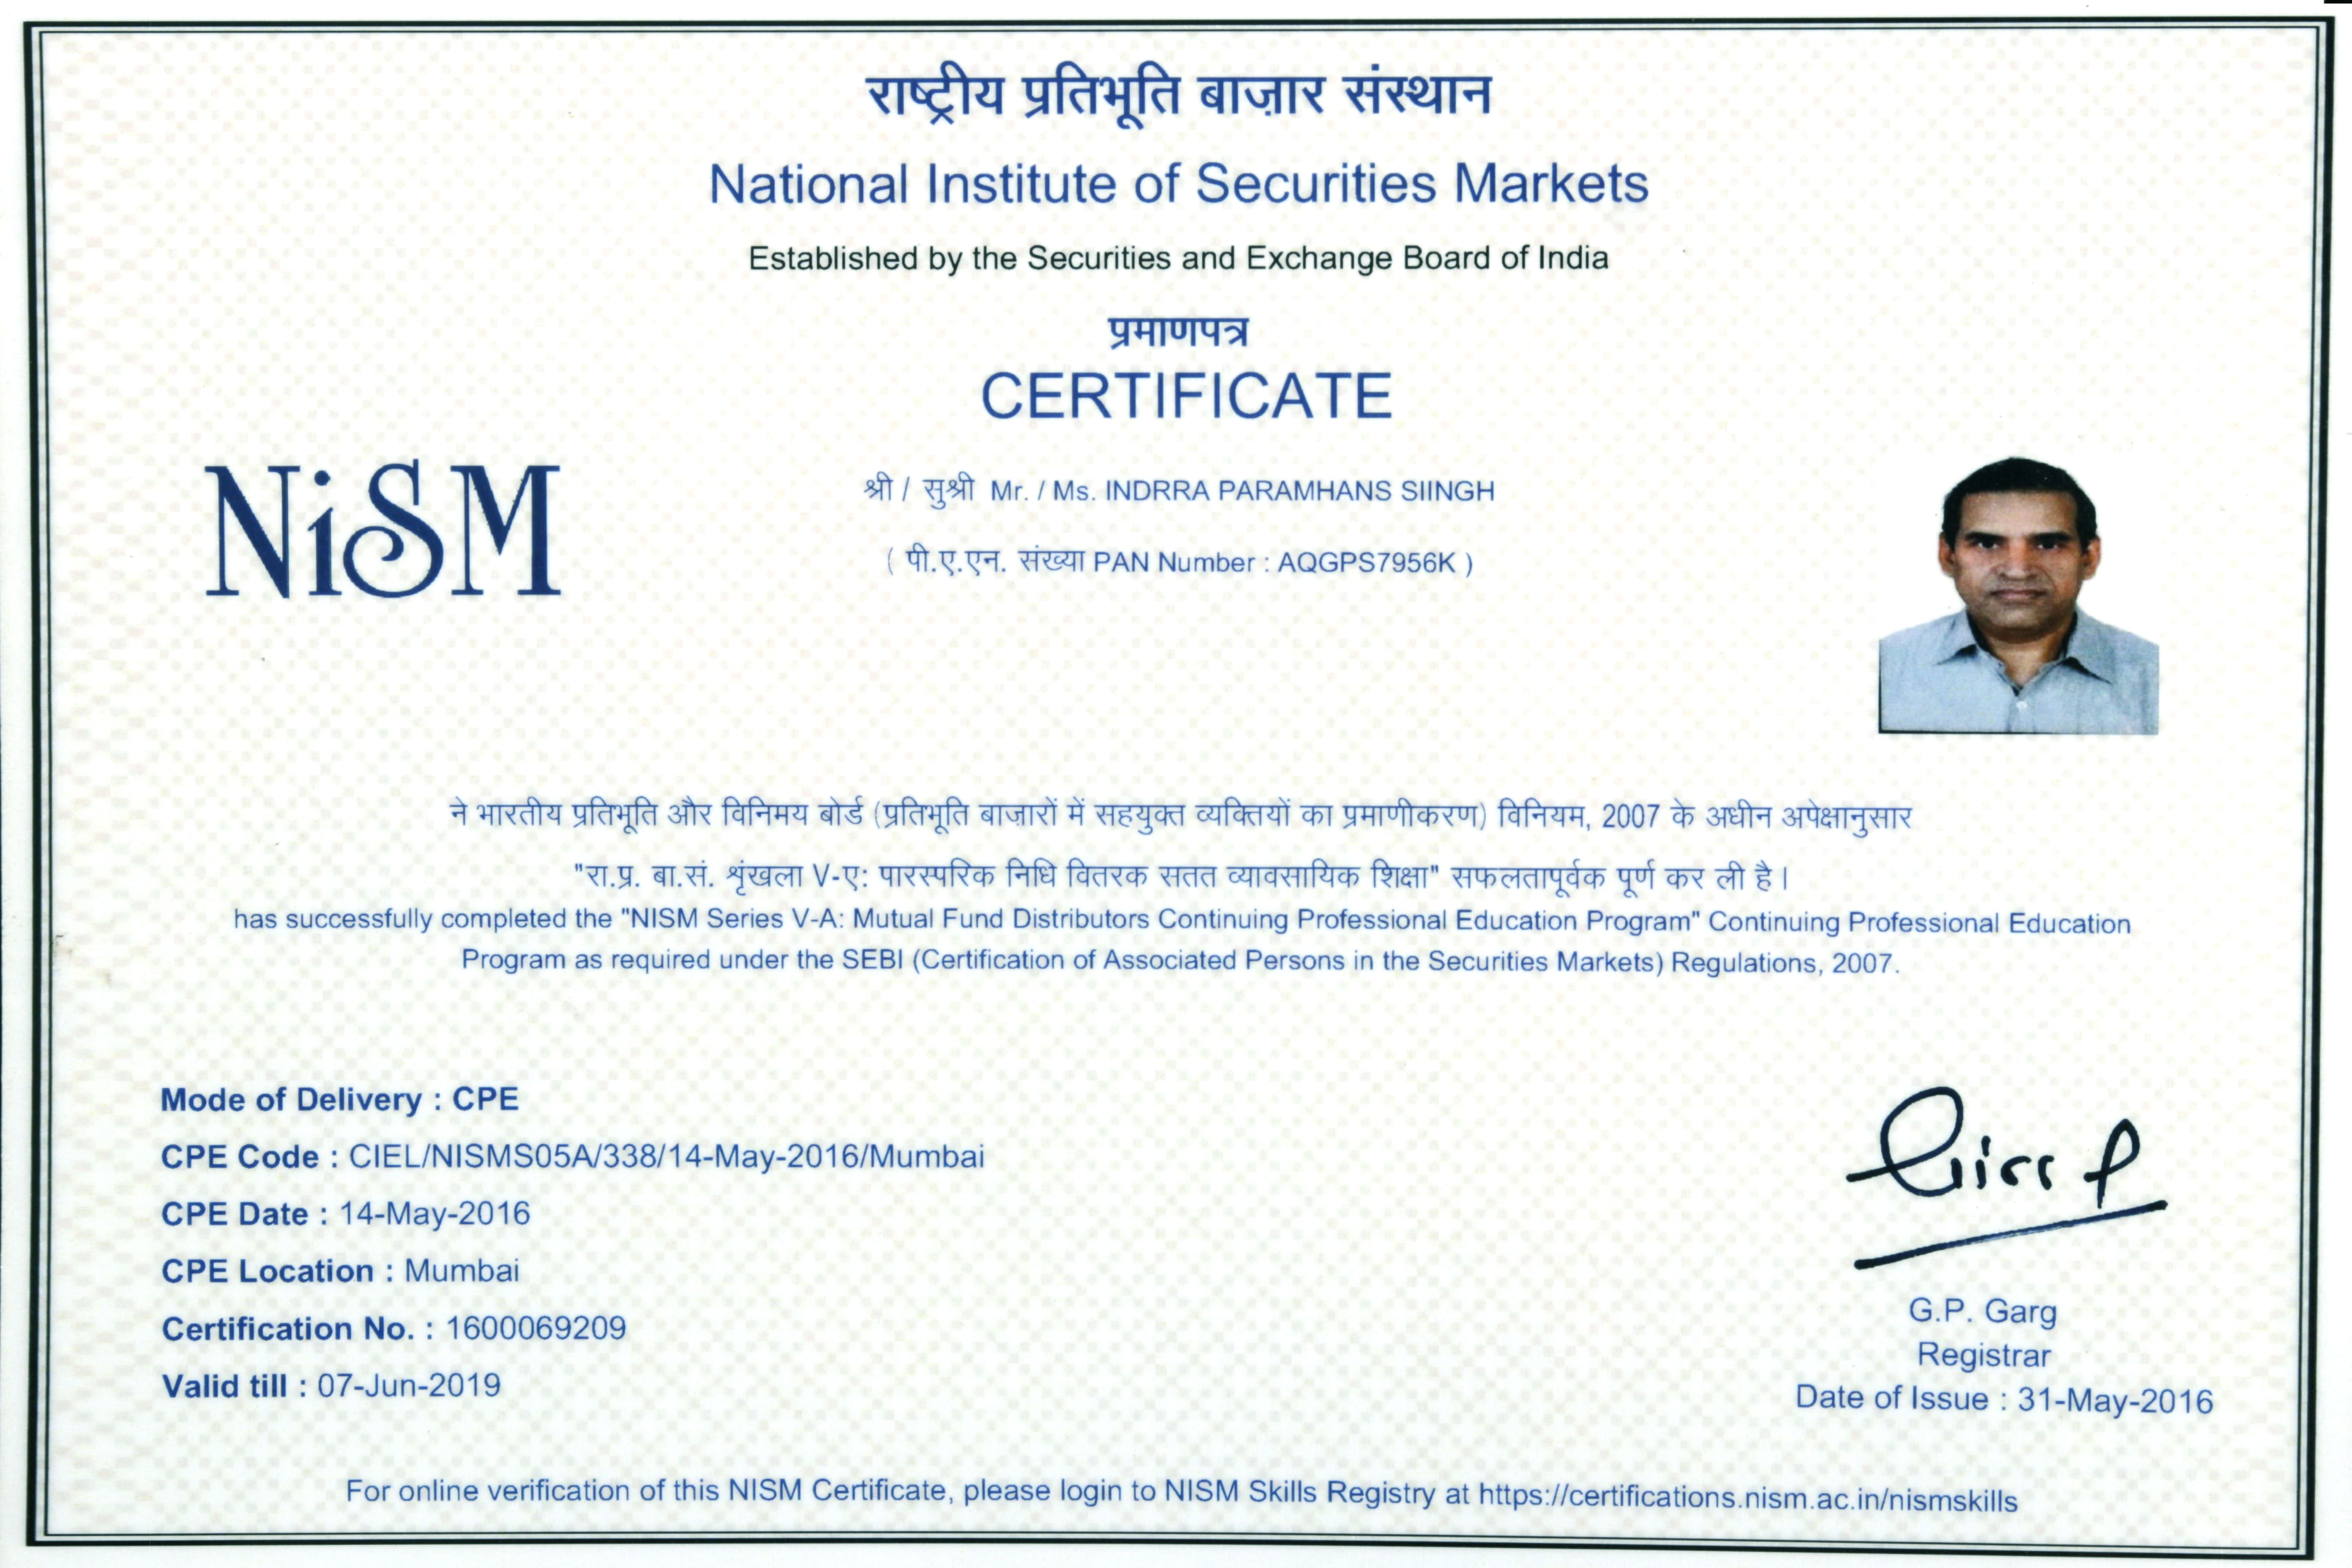 राष्ट्रीय प्रतिभूति बाज़ार संस्थान
National Institute of Securities Markets
Established by the Securities and Exchange Board of India
प्रमाणपत्र
CERTIFICATE
NiSM
श्री / सुश्री Mr. / Ms. INDRRA PARAMHANS SIINGH
( पी.ए.एन. संख्या PAN Number : AQGPS7956K )
ने भारतीय प्रतिभूति और विनिमय बोर्ड (प्रतिभूति बाज़ारों में सहयुक्त व्यक्तियों का प्रमाणीकरण) विनियम, 2007 के अधीन अपेक्षानुसार
"रा.प्र. बा.सं. शृंखला V-ए: पारस्परिक निधि वितरक सतत व्यावसायिक शिक्षा" सफलतापूर्वक पूर्ण कर ली है।
has successfully completed the "NISM Series V-A: Mutual Fund Distributors Continuing Professional Education Program" Continuing Professional Education
Program as required under the SEBI (Certification of Associated Persons in the Securities Markets) Regulations, 2007.
Mode of Delivery : CPE
CPE Code : CIEL/NISMS05A/338/14-May-2016/Mumbai
CPE Date : 14-May-2016
CPE Location : Mumbai
Certification No. : 1600069209
Valid till : 07-Jun-2019
G.P. Garg
Registrar
Date of Issue : 31-May-2016
For online verification of this NISM Certificate, please login to NISM Skills Registry at https://certifications.nism.ac.in/nismskills